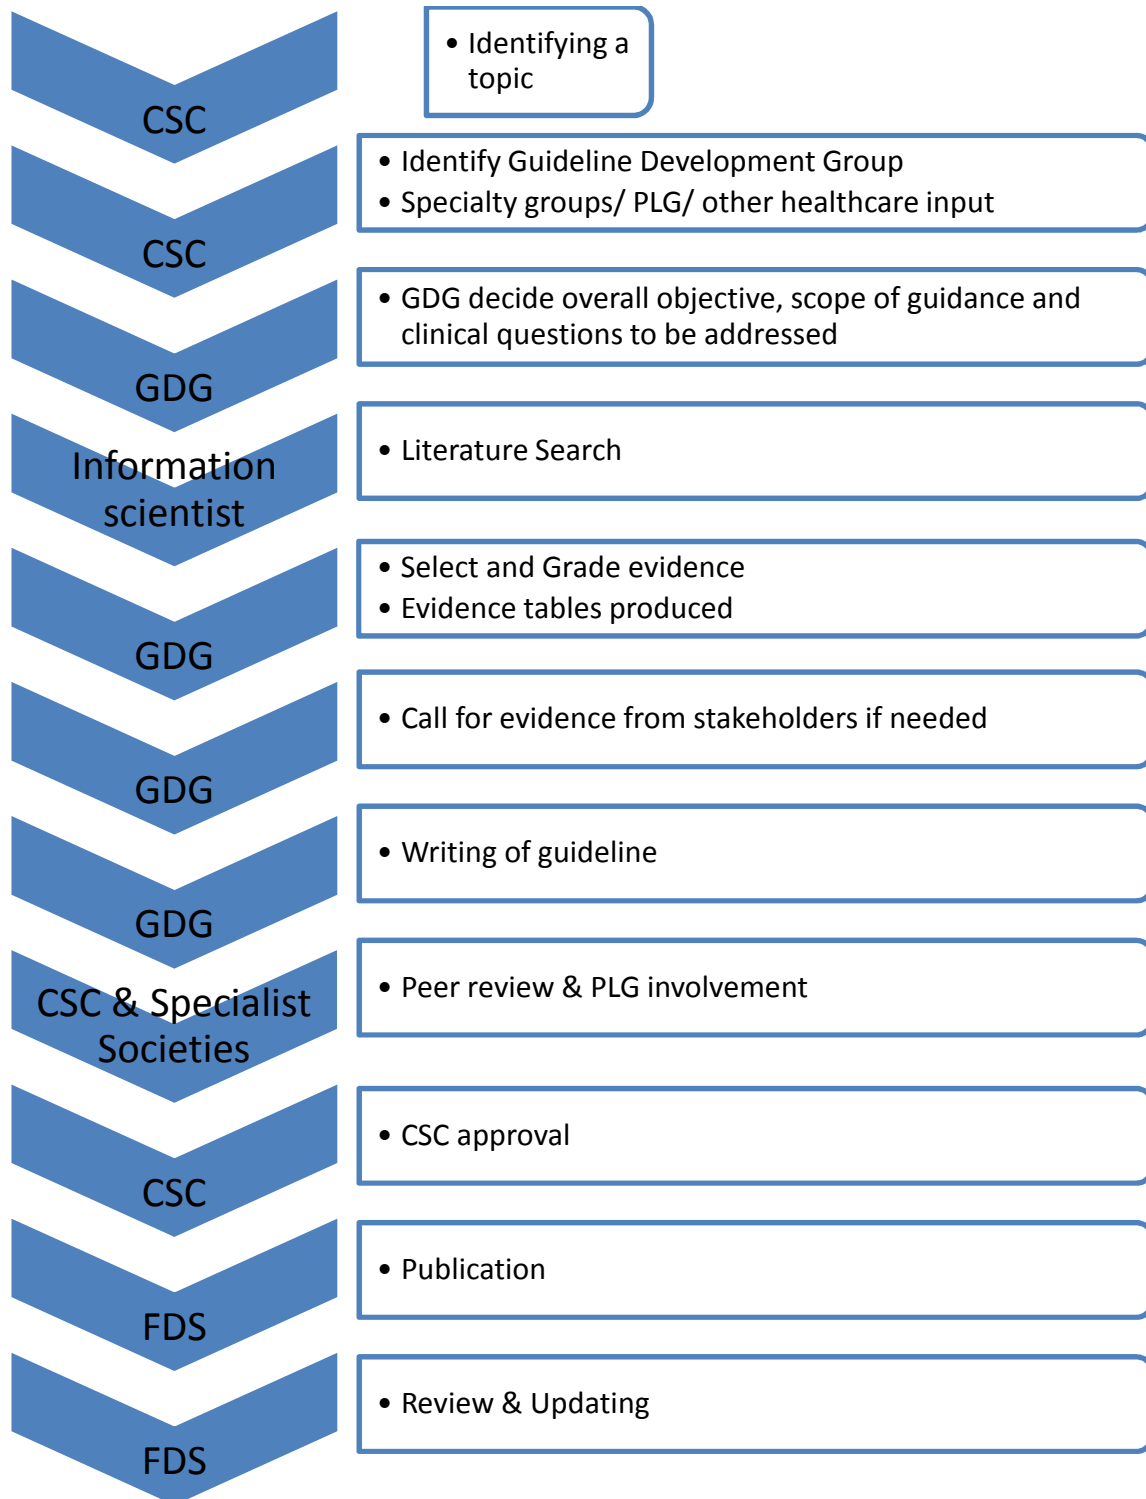 CSC
• Identifying a
topic
CSC
• Identify Guideline Development Group
• Specialty groups/ PLG/ other healthcare input
GDG
• GDG decide overall objective, scope of guidance and
clinical questions to be addressed
Information
scientist
• Literature Search
GDG
• Select and Grade evidence
• Evidence tables produced
GDG
• Call for evidence from stakeholders if needed
GDG
• Writing of guideline
CSC & Specialist
Societies
• Peer review & PLG involvement
CSC
• CSC approval
FDS
• Publication
FDS
• Review & Updating